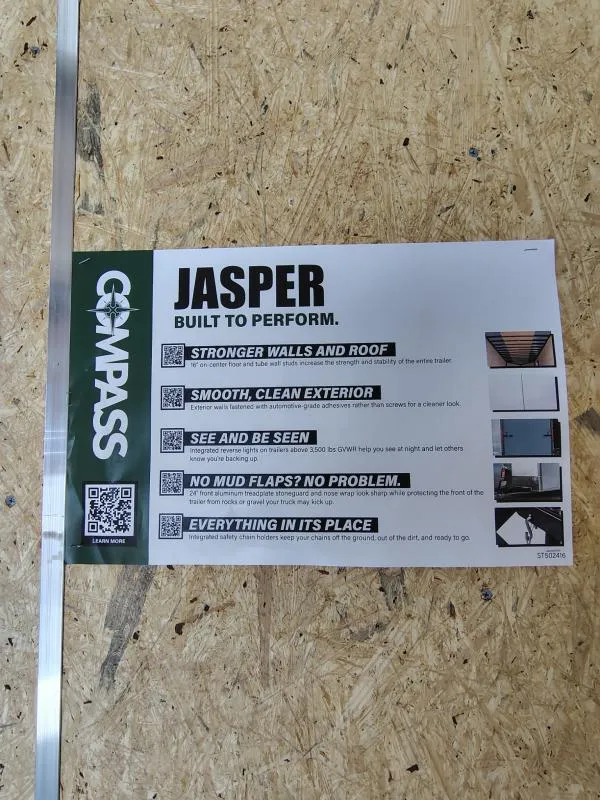 COMPASS
LEARN MORE
JASPER
BUILT TO PERFORM.
STRONGER WALLS AND ROOF
16" on-center floor and tube wall studs increase the strength and stability of the entire trailer.
SMOOTH, CLEAN EXTERIOR
Exterior walls fastened with automotive-grade adhesives rather than screws for a cleaner look.
SEE AND BE SEEN
Integrated reverse lights on trailers above 3,500 lbs GVWR help you see at night and let others
know you're backing up.
NO MUD FLAPS? NO PROBLEM.
24" front aluminum treadplate stoneguard and nose wrap look sharp while protecting the front of the
trailer from rocks or gravel your truck may kick up.
EVERYTHING IN ITS PLACE
Integrated safety chain holders keep your chains off the ground, out of the dirt, and ready to go.
ST502416